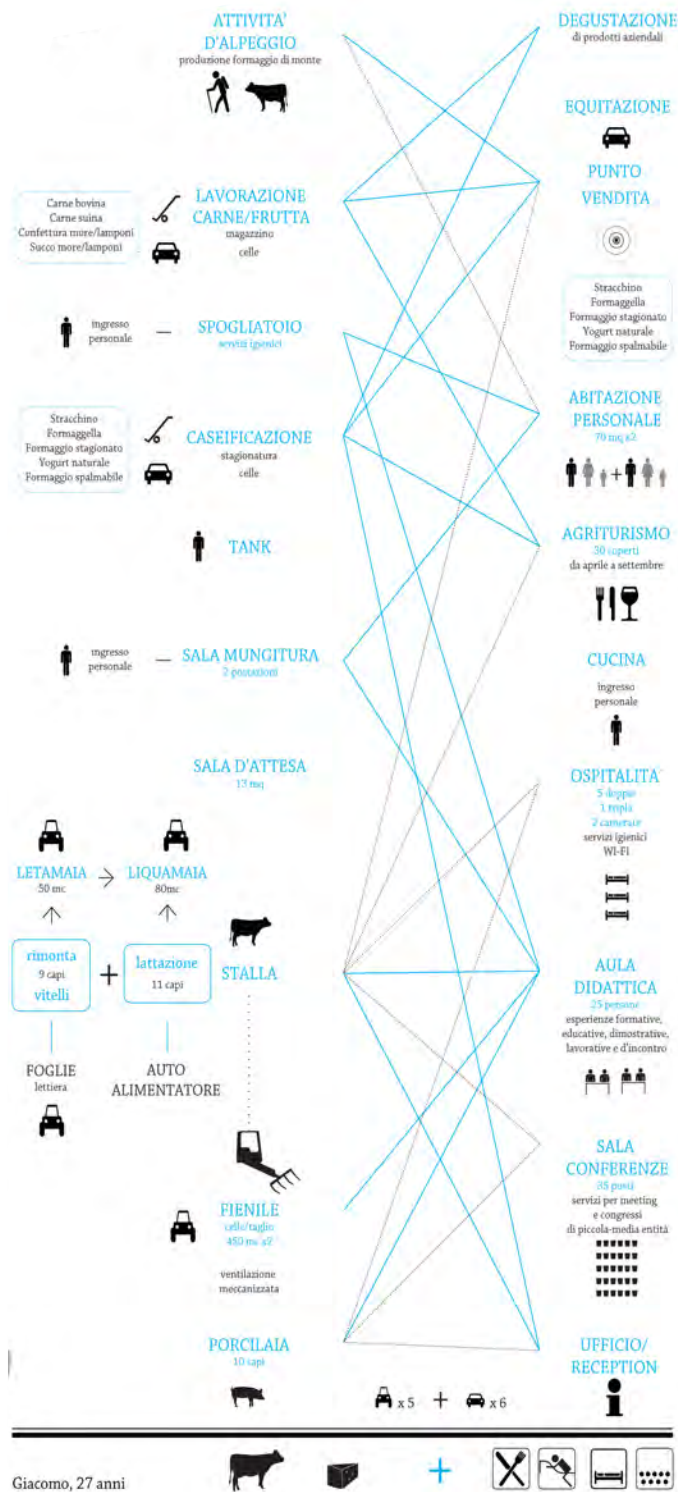 ATTIVITA'
D'ALPEGGIO
produzione formaggio di monte
Carne bovina
Carne suina
Confettura more/lamponi
Succo more/lamponi
LAVORAZIONE
CARNE/FRUTTA
magazzino
celle
ingresso
personale
SPOGLIATOIO
servizi igienici
Stracchino
Formaggella
Formaggio stagionato
Yogurt naturale
Formaggio spalmabile
CASEIFICAZIONE
stagionatura
celle
TANK
ingresso
personale
SALA MUNGITURA
2 postazioni
SALA D'ATTESA
13 mq
LETAMAIA
50 mc
LIQUAMAIA
80mc
rimonta
9 capi
vitelli
+
lattazione
11 capi
STALLA
FOGLIE
lettiera
AUTO
ALIMENTATORE
FIENILE
celle/taglio
450 mc x2
ventilazione
meccanizzata
PORCILAIA
10 capi
DEGUSTAZIONE
di prodotti aziendali
EQUITAZIONE
PUNTO
VENDITA
Stracchino
Formaggella
Formaggio stagionato
Yogurt naturale
Formaggio spalmabile
ABITAZIONE
PERSONALE
70 mq x2
+
AGRITURISMO
30 coperti
da aprile a settembre
CUCINA
ingresso
personale
OSPITALITA'
5 doppie
1 tripla
2 camerate
servizi igienici
WI-FI
AULA
DIDATTICA
25 persone
esperienze formative,
educative, dimostrative,
lavorative e d'incontro
SALA
CONFERENZE
35 posti
servizi per meeting
e congressi
di piccola-media entità
UFFICIO/
RECEPTION
x 5 + x 6
Giacomo, 27 anni
+